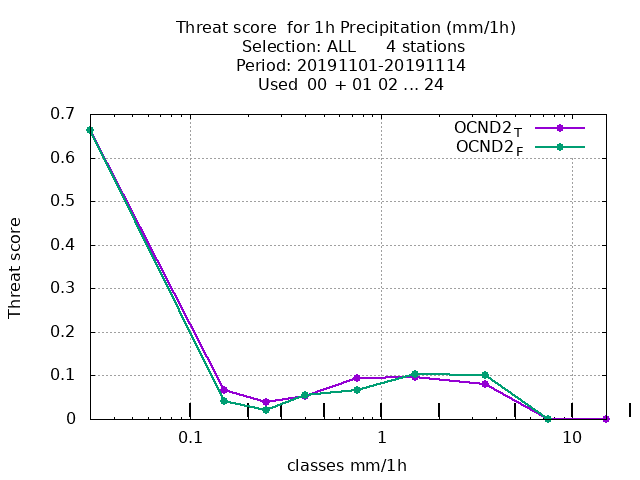 Threat score  for 1h Precipitation (mm/1h)
Selection: ALL      4 stations
Period: 20191101-20191114
Used  00  + 01 02 ... 24
OCND2T
OCND2F
0.7
0.6
0.5
0.4
0.3
0.2
0.1
0
Threat score
0.1 1 10
classes mm/1h